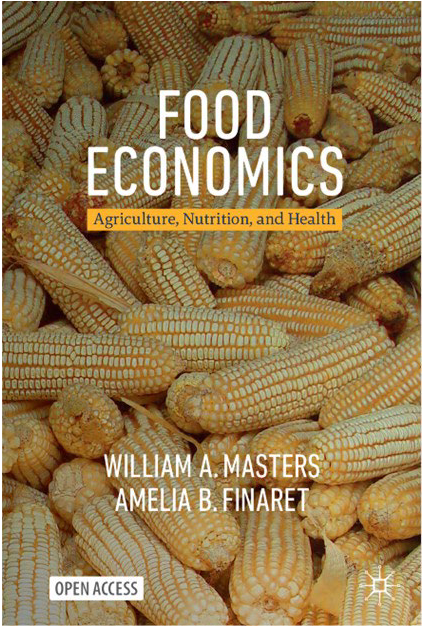 FOOD
ECONOMICS
Agriculture, Nutrition, and Health
WILLIAM A. MASTERS
AMELIA B. FINARET
OPEN ACCESS